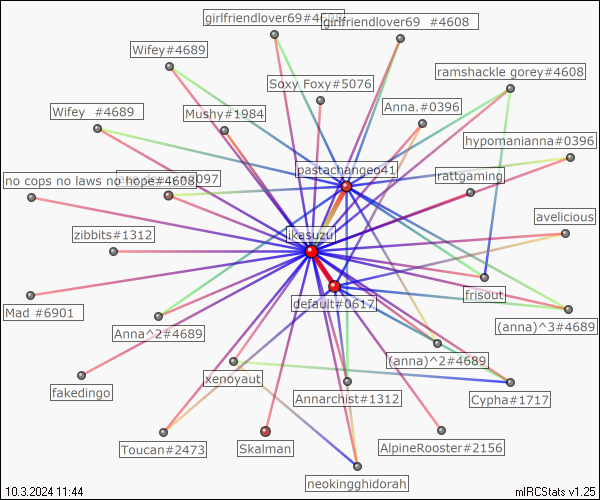 girlfriendlover69#4608
girlfriendlover69 #4608
Wifey#4689
ramshackle gorey#4608
Soxy Foxy#5076
Wifey #4689
Mushy#1984
Anna.#0396
hypomanianna#0396
pastachangeo41
rattgaming
no cops no laws no hope#4608
097
avelicious
zibbits#1312
ikasuzu
frisout
default#0617
Mad #6901
Anna^2#4689
(anna)^3#4689
(anna)^2#4689
xenoyaut
fakedingo
Annarchist#1312
Cypha#1717
Toucan#2473
Skalman
AlpineRooster#2156
neokingghidorah
10.3.2024 11:44
mIRCStats v1.25